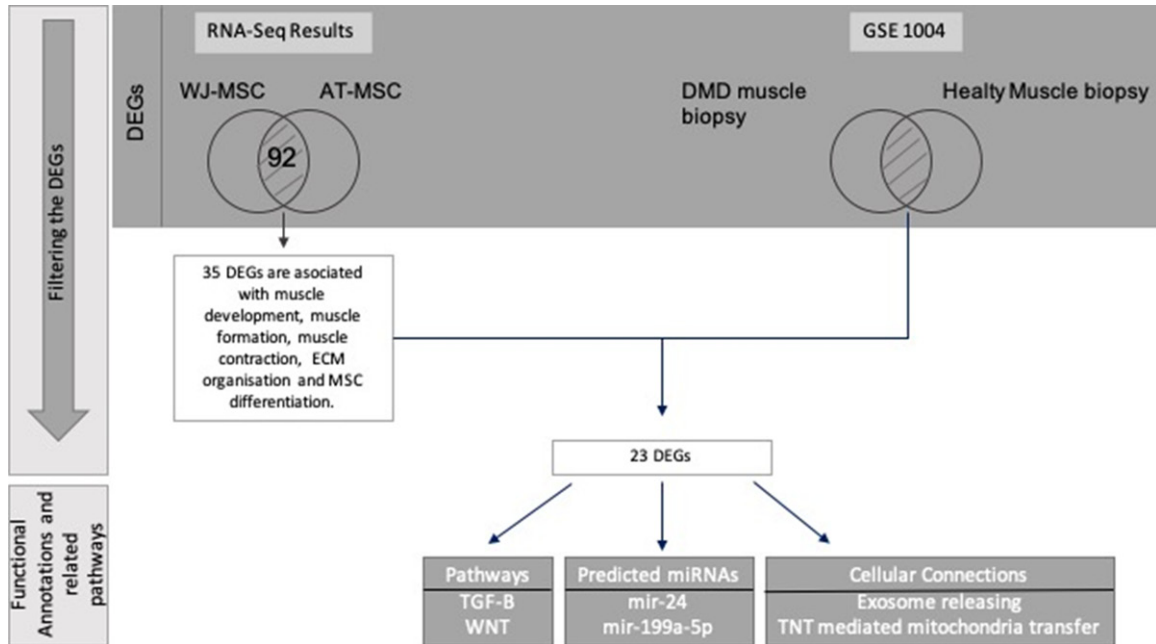 Filtering the DEGs
DEGs
RNA-Seq Results
WJ-MSC
AT-MSC
92
GSE 1004
DMD muscle
biopsy
Healty Muscle biopsy
35 DEGs are asociated
with muscle
development, muscle
formation, muscle
contraction, ECM
organisation and MSC
differentiation.
23 DEGs
Functional
Annotations and
related
pathways
Pathways
TGF-B
WNT
Predicted miRNAs
mir-24
mir-199a-5p
Cellular Connections
Exosome releasing
TNT mediated mitochondria transfer